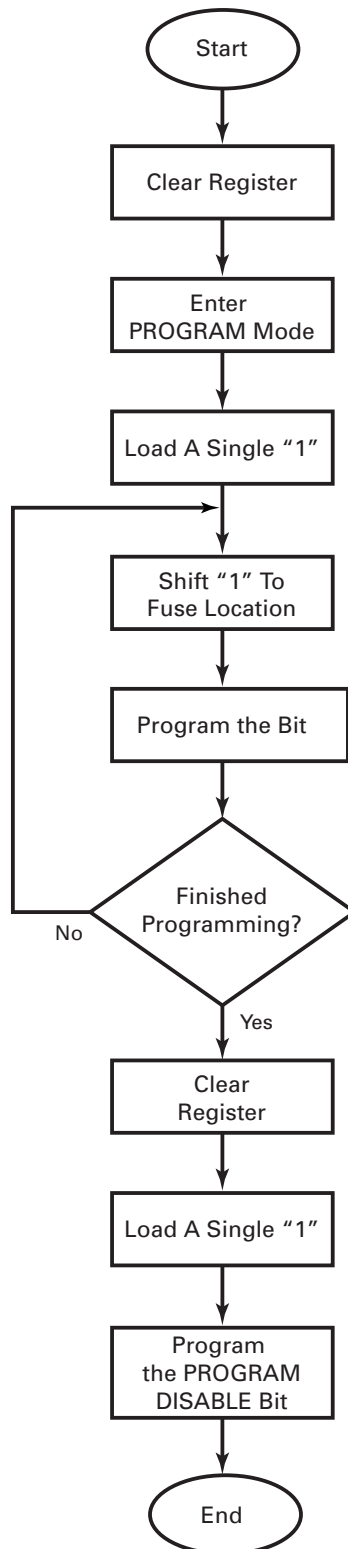 Start
Clear Register
Enter
PROGRAM Mode
Load A Single “1”
Shift “1” To
Fuse Location
Program the Bit
Finished
Programming?
No
Yes
Clear
Register
Load A Single “1”
Program
the PROGRAM
DISABLE Bit
End